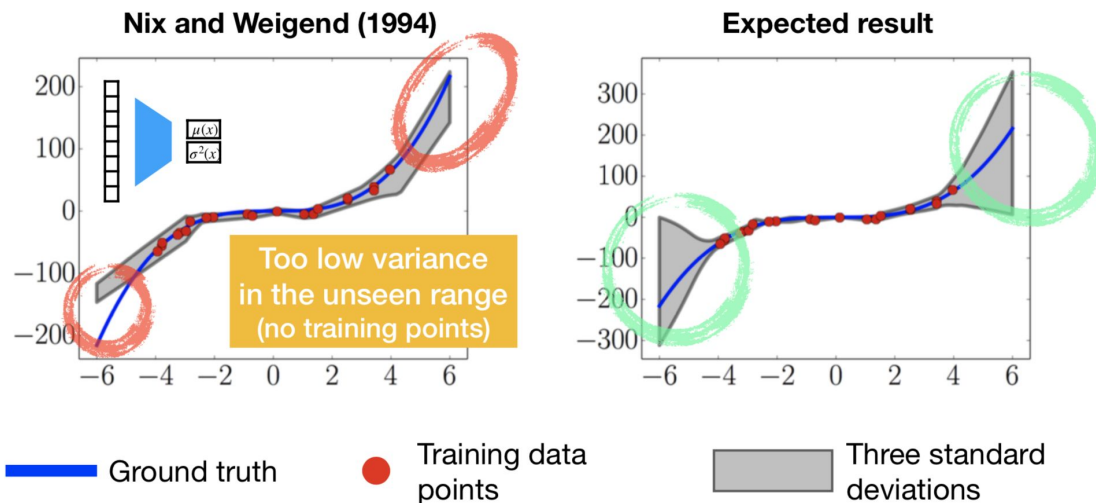 Nix and Weigend (1994)
Expected result
200
100
0
−100
−200
−6
−4
−2
0
2
4
6
μ(x)
σ²(x)
Too low variance
in the unseen range
(no training points)
300
200
100
0
−100
−200
−300
−6
−4
−2
0
2
4
6
Ground truth
Training data
points
Three standard
deviations